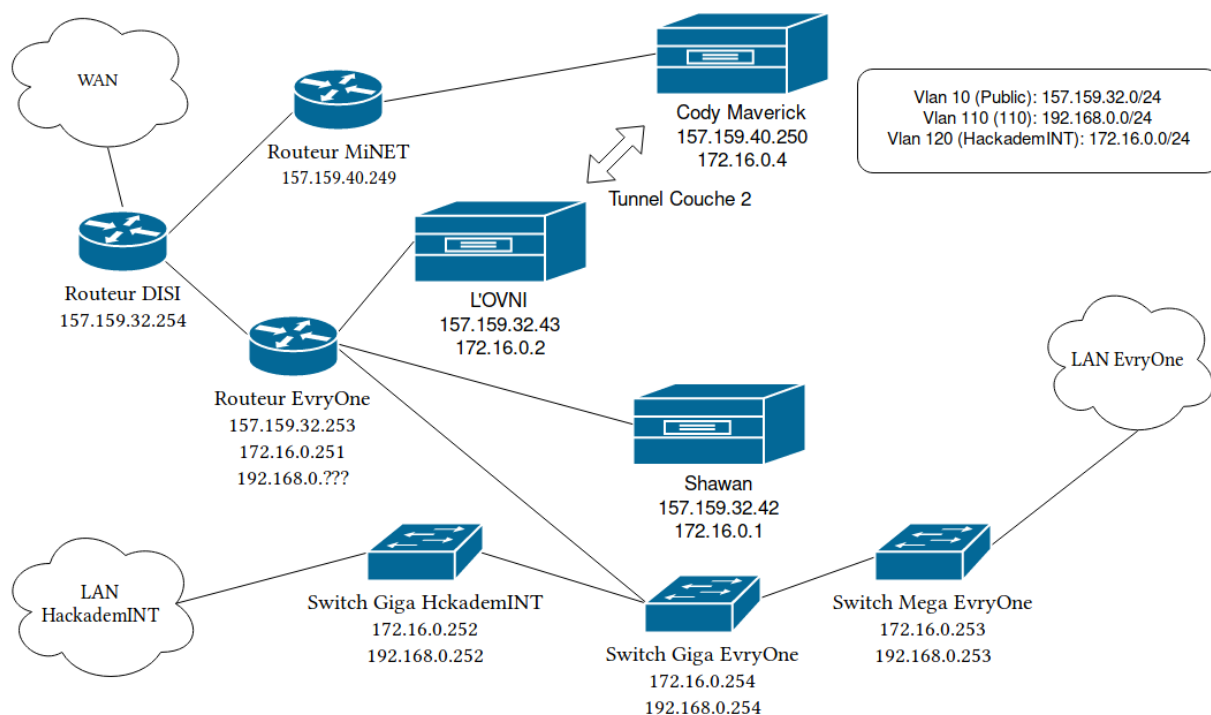 WAN
Cody Maverick
157.159.40.250
172.16.0.4
Vlan 10 (Public): 157.159.32.0/24
Vlan 110 (110): 192.168.0.0/24
Vlan 120 (HackademINT): 172.16.0.0/24
Routeur MiNET
157.159.40.249
Tunnel Couche 2
Routeur DISI
157.159.32.254
L'OVNI
157.159.32.43
172.16.0.2
LAN EvryOne
Routeur EvryOne
157.159.32.253
172.16.0.251
192.168.0.???
Shawan
157.159.32.42
172.16.0.1
LAN
HackademINT
Switch Giga HckademINT
172.16.0.252
192.168.0.252
Switch Giga EvryOne
172.16.0.254
192.168.0.254
Switch Mega EvryOne
172.16.0.253
192.168.0.253